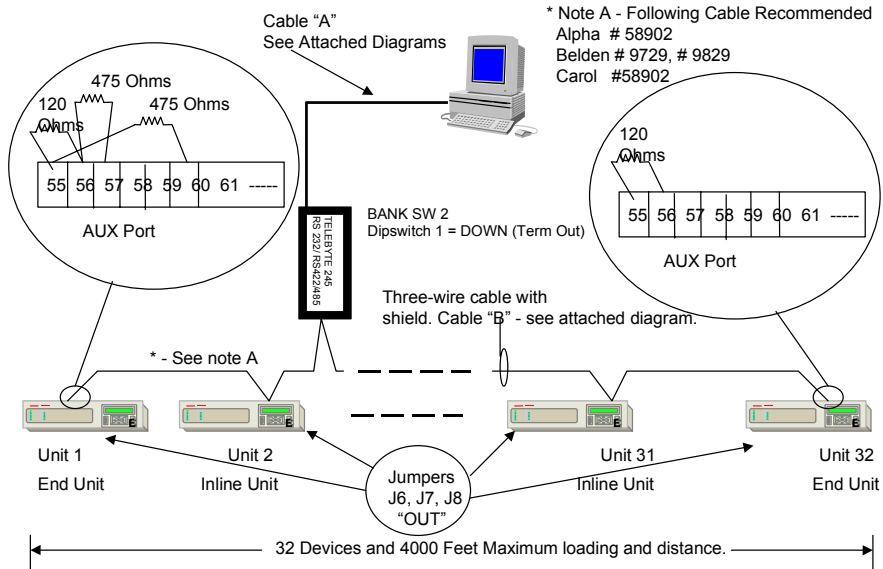 Cable “A”
See Attached Diagrams
* Note A - Following Cable Recommended
Alpha # 58902
Belden # 9729, # 9829
Carol #58902
475 Ohms
120
Ohms
475 Ohms
55 56 57 58 59 60 61 -----
AUX Port
120
Ohms
55 56 57 58 59 60 61 -----
AUX Port
TELEBYTE 245
RS 232/ RS422/485
BANK SW 2
Dipswitch 1 = DOWN (Term Out)
Three-wire cable with
shield. Cable “B” - see attached diagram.
* - See note A
E
E
E
E
Unit 1
End Unit
Unit 2
Inline Unit
Unit 31
Inline Unit
Unit 32
End Unit
Jumpers
J6, J7, J8
“OUT”
32 Devices and 4000 Feet Maximum loading and distance.